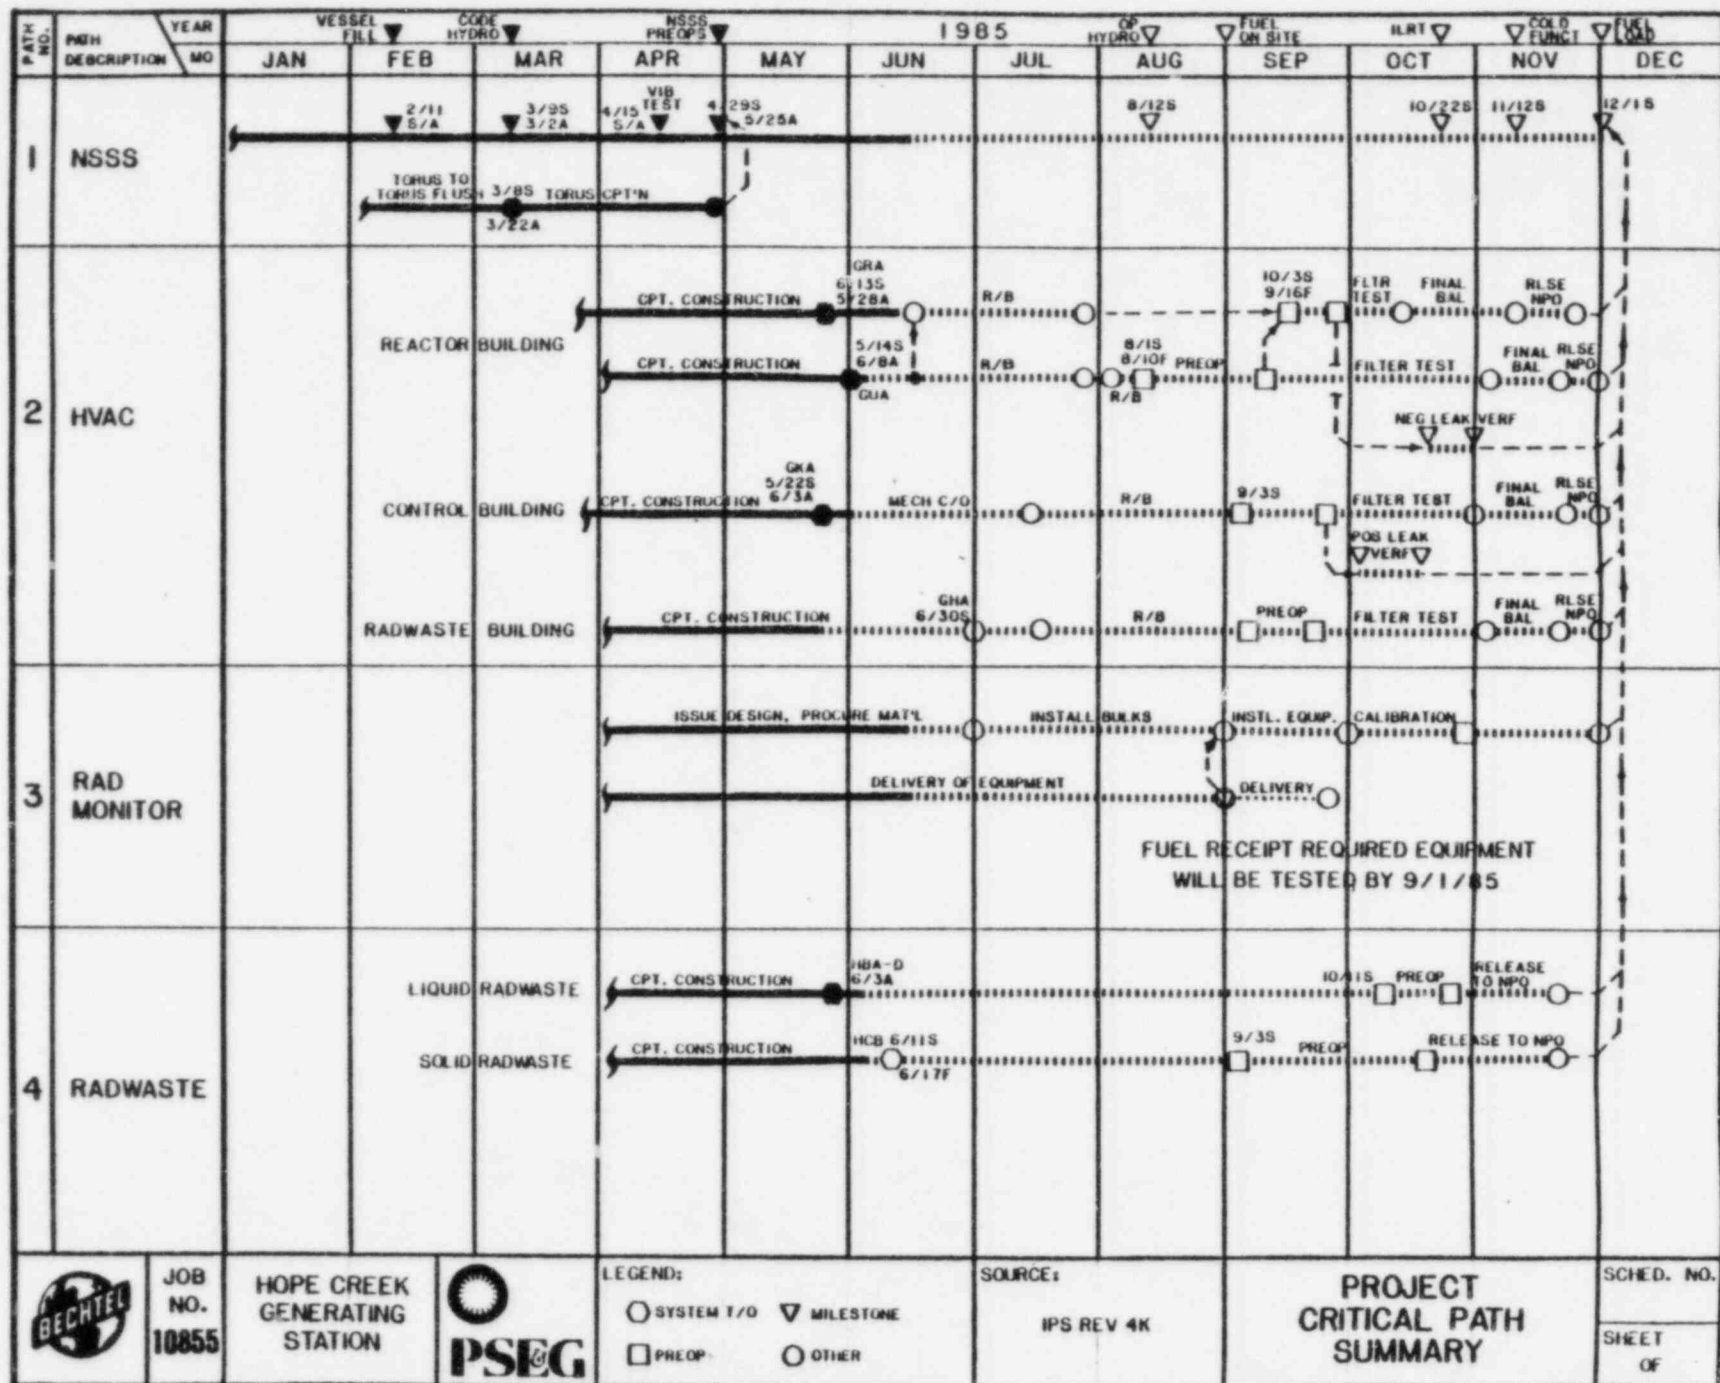 PATH NO.
PATH DESCRIPTION
YEAR
MO
VESSEL FILL
CODE HYDRO
NSSS PREOPS
1985
OP HYDRO
FUEL ON SITE
ILRT
COLD FUNCT
FUEL LOAD
JAN FEB MAR APR MAY JUN JUL AUG SEP OCT NOV DEC
1 NSSS
2/11 S/A
3/9S 3/2A
4/15 S/A
VIB TEST
4/29S 5/25A
8/12S
10/22S
11/12S
12/1S
TORUS TO TORUS FLUSH
3/8S
3/22A
TORUS CPT'N
2 HVAC
REACTOR BUILDING
CPT. CONSTRUCTION
GRA
6/13S
5/28A
R/B
10/3S
9/16F
FLTR TEST
FINAL BAL
RLSE NPO
CPT. CONSTRUCTION
5/14S
6/8A
GUA
R/B
R/B
8/1S
8/10F
PREOP
FILTER TEST
FINAL BAL
RLSE NPO
NEG LEAK VERF
CONTROL BUILDING
CPT. CONSTRUCTION
GKA
5/22S
6/3A
MECH C/O
R/B
9/3S
FILTER TEST
FINAL BAL
RLSE NPO
POS LEAK
VERF
RADWASTE BUILDING
CPT. CONSTRUCTION
GHA
6/30S
R/B
PREOP
FILTER TEST
FINAL BAL
RLSE NPO
3 RAD MONITOR
ISSUE DESIGN, PROCURE MAT'L
INSTALL BULKS
INSTL. EQUIP.
CALIBRATION
DELIVERY OF EQUIPMENT
DELIVERY
FUEL RECEIPT REQUIRED EQUIPMENT
WILL BE TESTED BY 9/1/85
4 RADWASTE
LIQUID RADWASTE
CPT. CONSTRUCTION
HBA-D
6/3A
10/11S
PREOP
RELEASE TO NPO
SOLID RADWASTE
CPT. CONSTRUCTION
HCB 6/11S
6/17F
9/3S
PREOP
RELEASE TO NPO
BECHTEL
JOB NO.
10855
HOPE CREEK
GENERATING
STATION
PSE&G
LEGEND:
SYSTEM T/O
MILESTONE
PREOP
OTHER
SOURCE:
IPS REV 4K
PROJECT
CRITICAL PATH
SUMMARY
SCHED. NO.
SHEET
OF